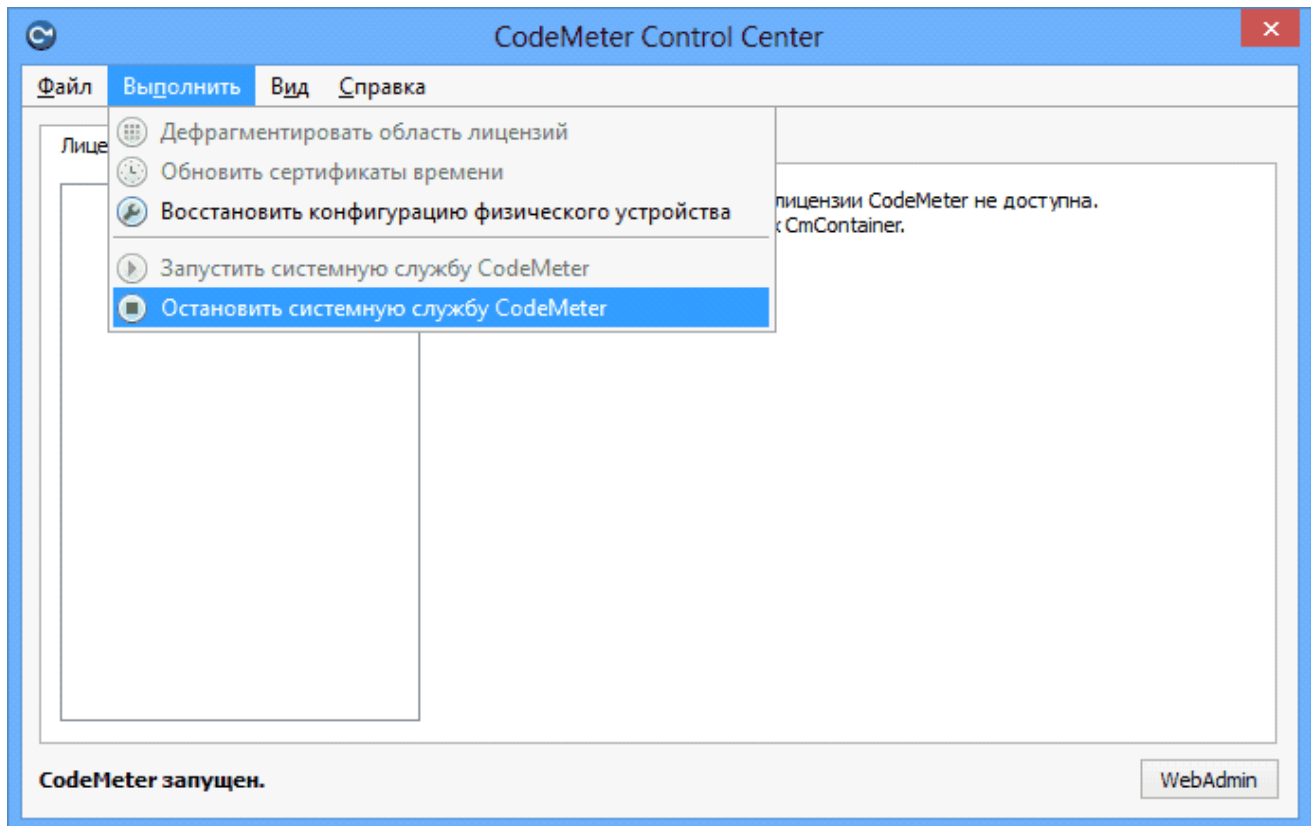 CodeMeter Control Center
Файл Выполнить Вид Справка
Дефрагментировать область лицензий
Лице
Обновить сертификаты времени
Восстановить конфигурацию физического устройства
лицензии CodeMeter не доступна.
CmContainer.
Запустить системную службу CodeMeter
Остановить системную службу CodeMeter
CodeMeter запущен.
WebAdmin